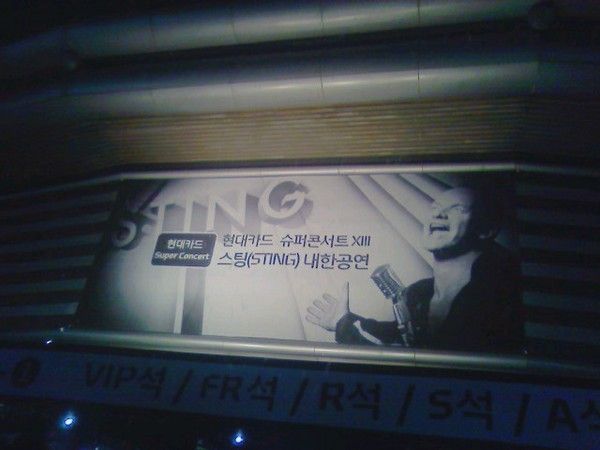 STING
현대카드
Super Concert
현대카드 슈퍼콘서트 XIII
스팅(STING) 내한공연
VIP석 / FR석 / R석 / S석 / A석